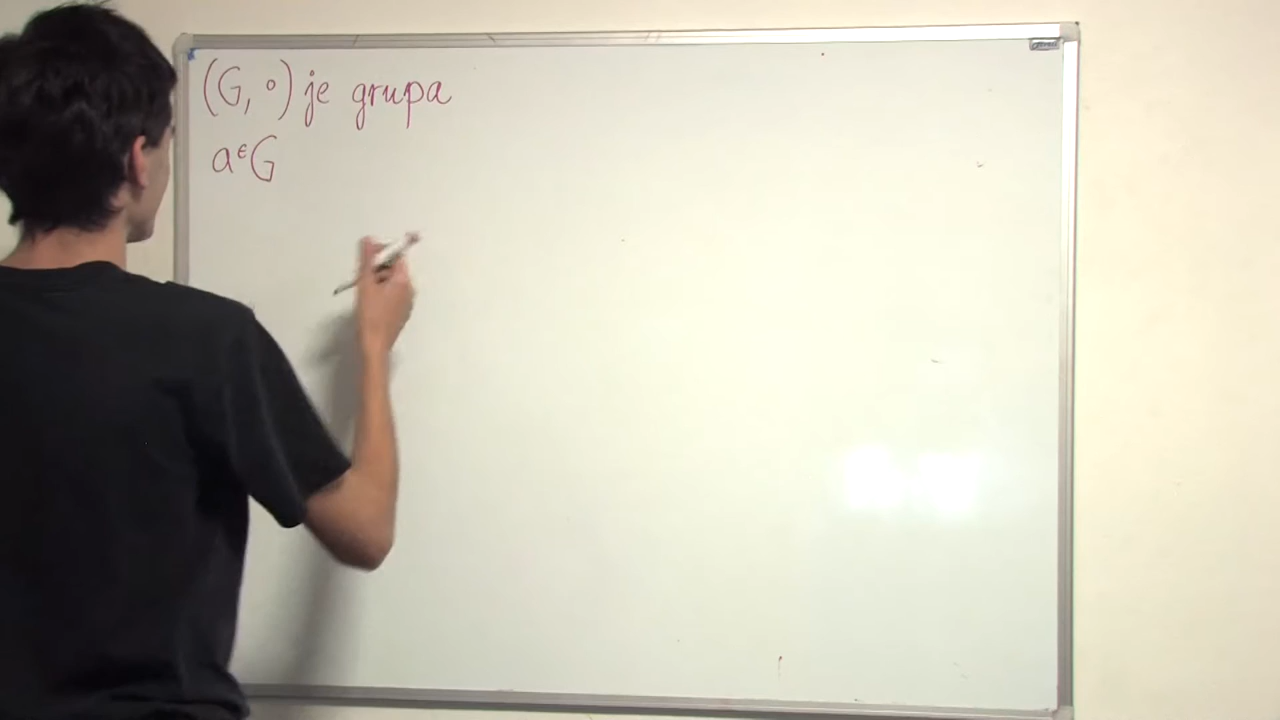 (G, ∘) je grupa
a ∈ G